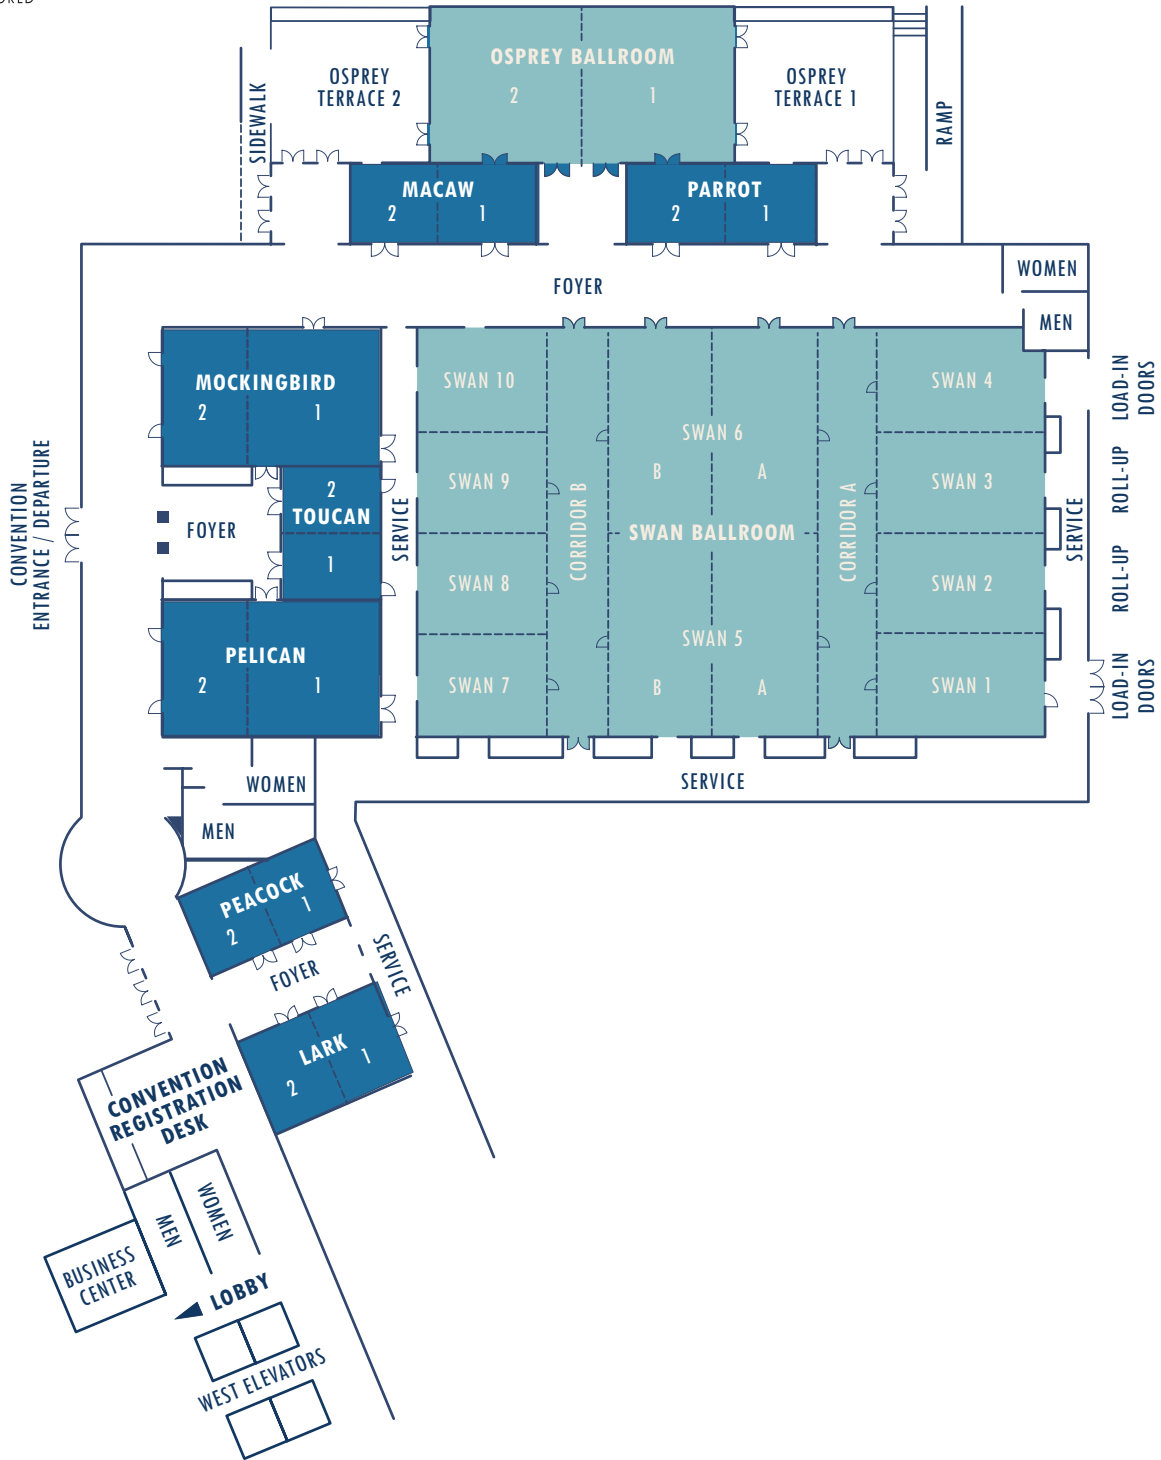 OSPREY BALLROOM
2
1
OSPREY
TERRACE 2
OSPREY
TERRACE 1
SIDEWALK
RAMP
MACAW
2
1
PARROT
2
1
FOYER
WOMEN
MEN
MOCKINGBIRD
2
1
2
TOUCAN
1
FOYER
PELICAN
2
1
CONVENTION
ENTRANCE / DEPARTURE
SERVICE
SWAN 10
SWAN 9
SWAN 8
SWAN 7
CORRIDOR B
SWAN 6
B
A
SWAN BALLROOM
SWAN 5
B
A
CORRIDOR A
SWAN 4
SWAN 3
SWAN 2
SWAN 1
SERVICE
LOAD-IN
DOORS
ROLL-UP
ROLL-UP
LOAD-IN
DOORS
SERVICE
WOMEN
MEN
PEACOCK
2
1
FOYER
SERVICE
LARK
2
1
CONVENTION
REGISTRATION
DESK
MEN
WOMEN
BUSINESS
CENTER
LOBBY
WEST ELEVATORS